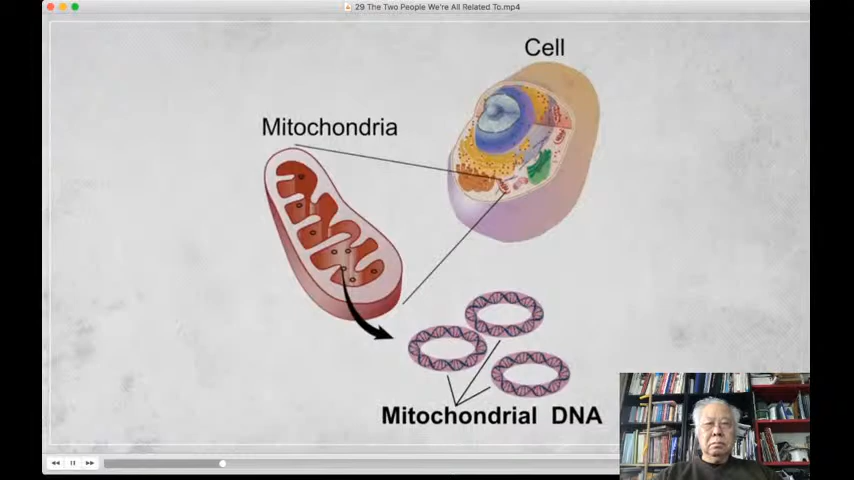 29 The Two People We're All Related To.mp4
Cell
Mitochondria
Mitochondrial DNA